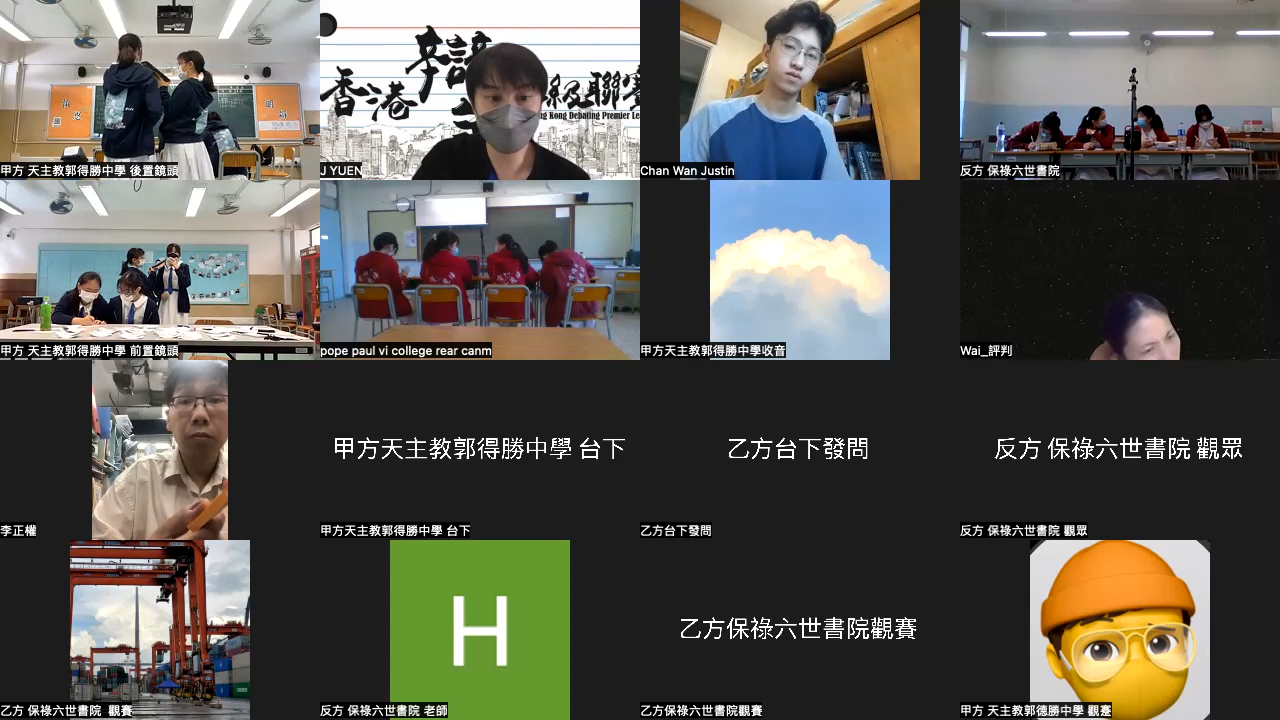 甲方 天主教郭得勝中學 後置鏡頭
香港辯
級聯賽
ng Kong Debating Premier Le
J YUEN
Chan Wan Justin
反方 保祿六世書院
甲方 天主教郭得勝中學 前置鏡頭
pope paul vi college rear canm
甲方天主教郭得勝中學收音
Wai_評判
李正權
甲方天主教郭得勝中學 台下
甲方天主教郭得勝中學 台下
乙方台下發問
乙方台下發問
反方 保祿六世書院 觀眾
反方 保祿六世書院 觀眾
乙方 保祿六世書院 觀賽
H
反方 保祿六世書院 老師
乙方保祿六世書院觀賽
乙方保祿六世書院觀賽
甲方 天主教郭德勝中學 觀賽